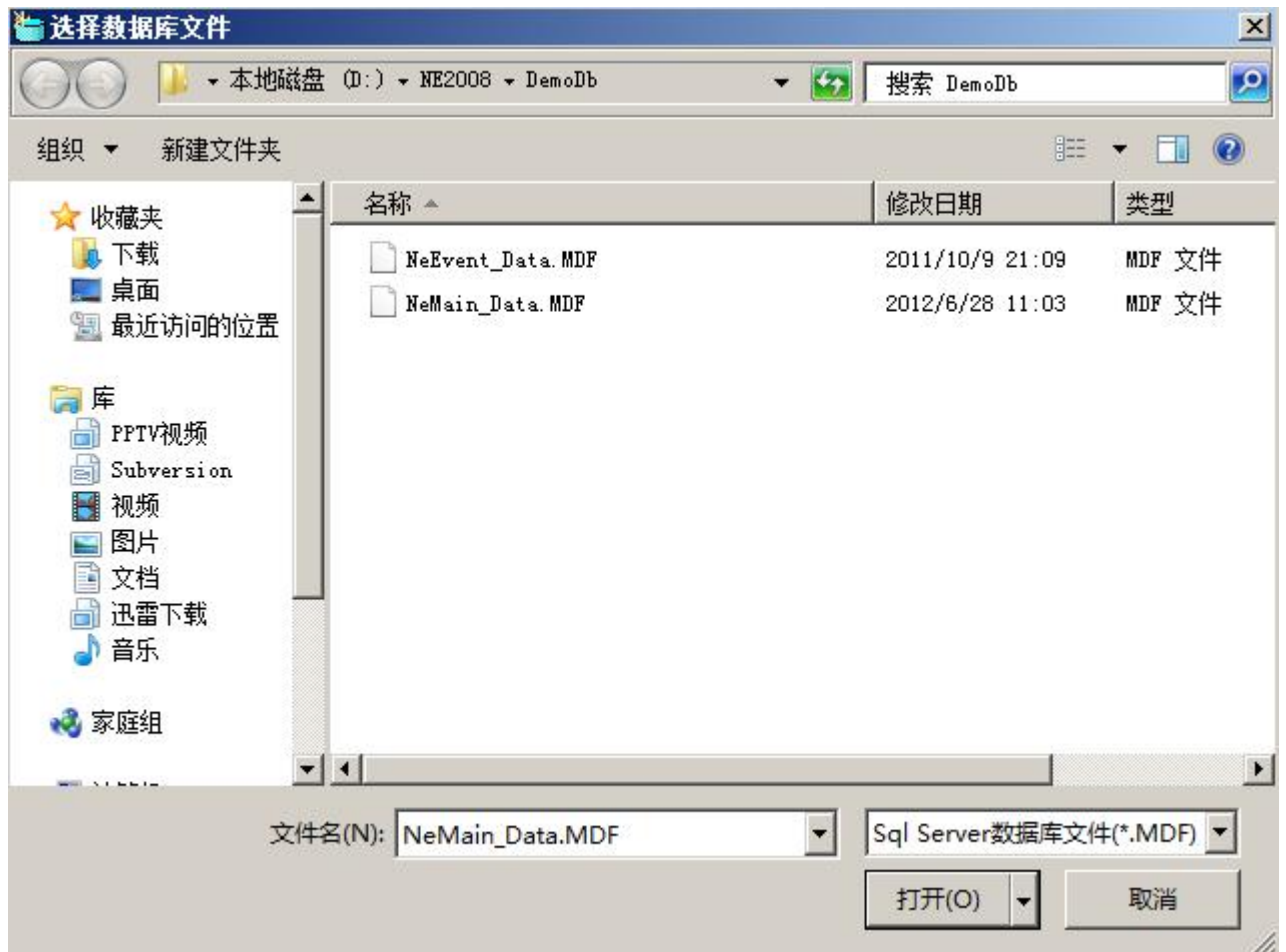 选择数据库文件
本地磁盘 (D:) NE2008 DemoDb 搜索 DemoDb
组织 新建文件夹
名称 修改日期 类型
收藏夹
下载
桌面
最近访问的位置
库
PPTV视频
Subversion
视频
图片
文档
迅雷下载
音乐
家庭组
NeEvent_Data.MDF 2011/10/9 21:09 MDF 文件
NeMain_Data.MDF 2012/6/28 11:03 MDF 文件
文件名(N): NeMain_Data.MDF Sql Server数据库文件(*.MDF)
打开(O) 取消